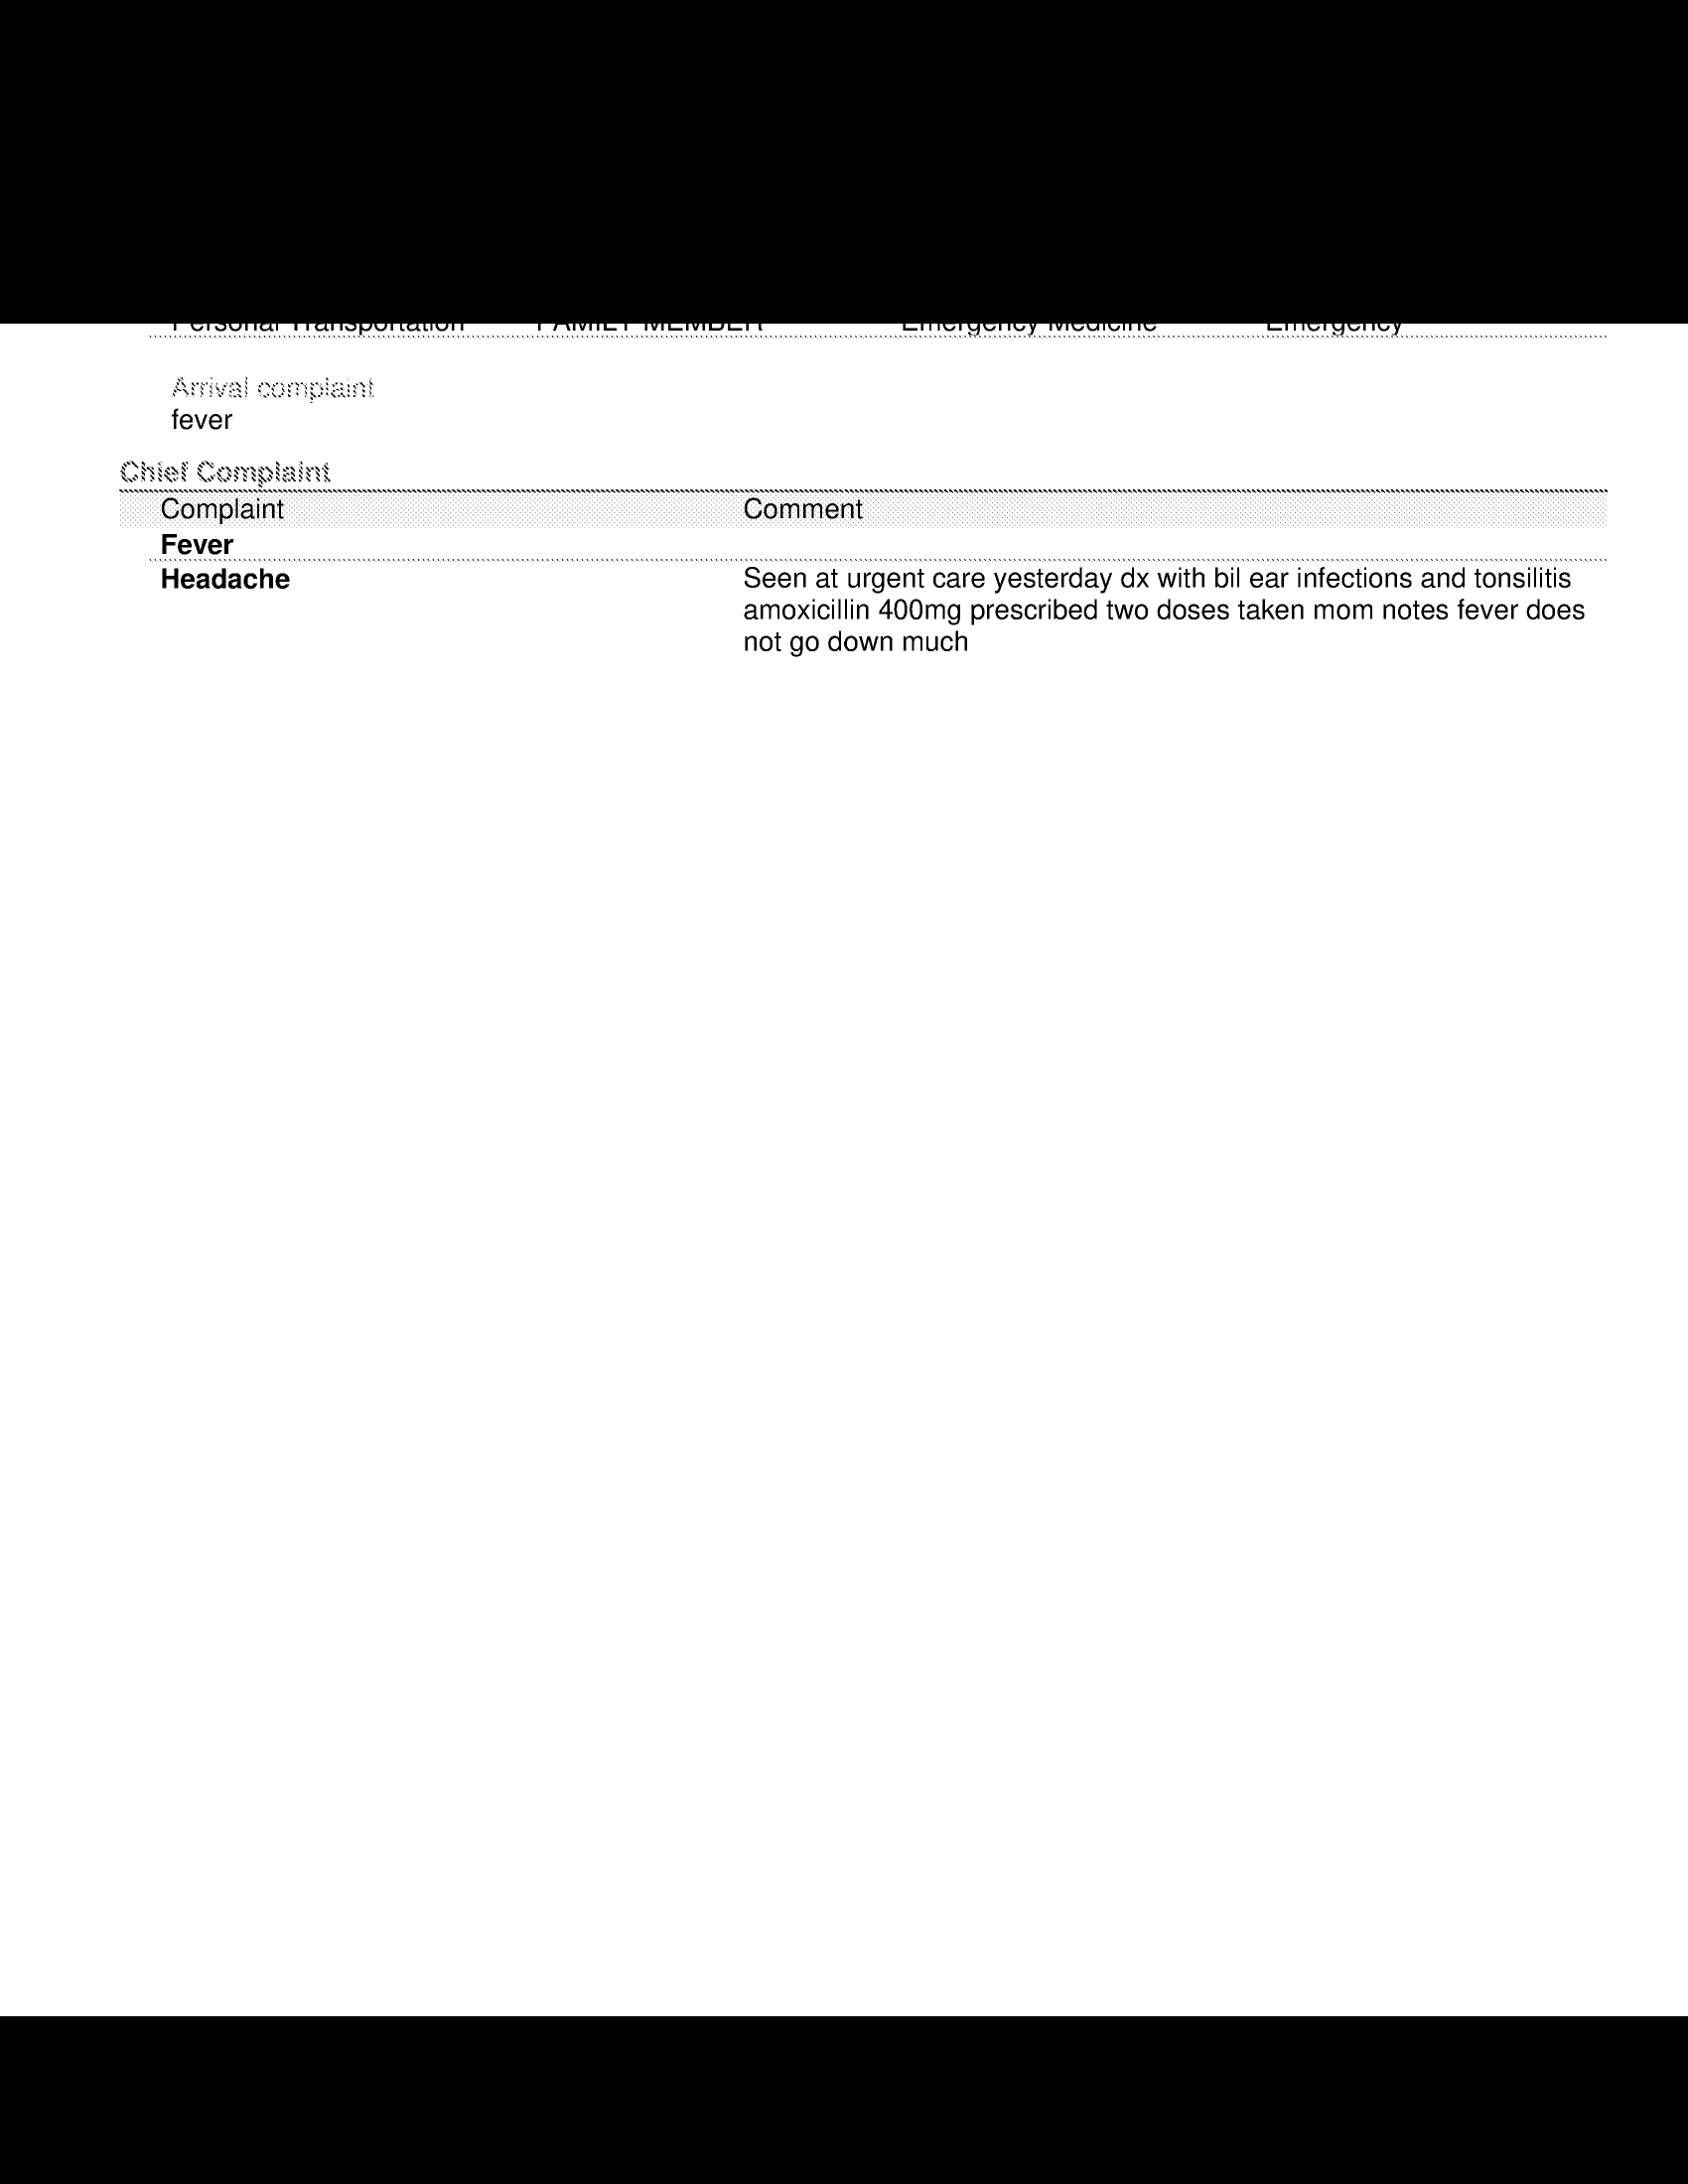 Personal Transportation FAMILY MEMBER Emergency Medicine Emergency
Arrival complaint
fever
Chief Complaint
Complaint Comment
Fever
Headache Seen at urgent care yesterday dx with bil ear infections and tonsilitis
amoxicillin 400mg prescribed two doses taken mom notes fever does
not go down much